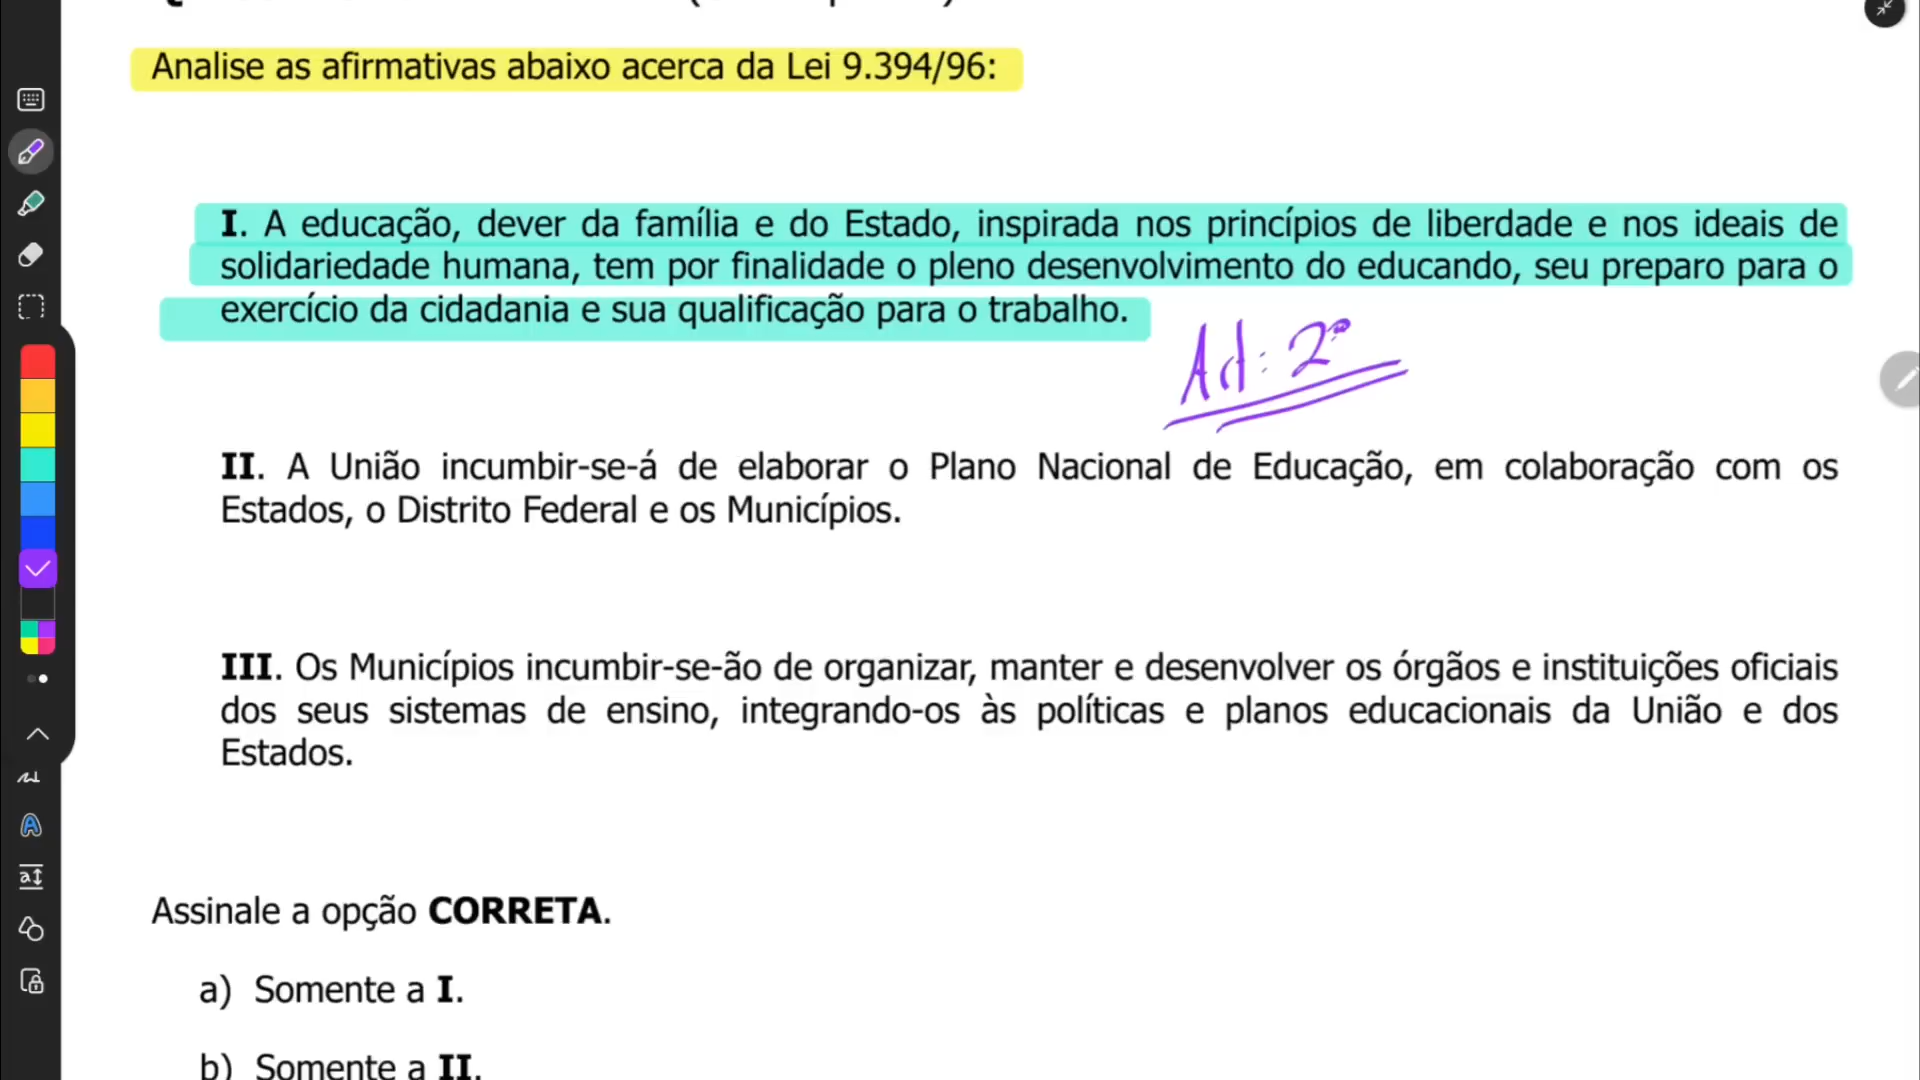 Analise as afirmativas abaixo acerca da Lei 9.394/96:
I. A educação, dever da família e do Estado, inspirada nos princípios de liberdade e nos ideais de
solidariedade humana, tem por finalidade o pleno desenvolvimento do educando, seu preparo para o
exercício da cidadania e sua qualificação para o trabalho.
Art: 2º
II. A União incumbir-se-á de elaborar o Plano Nacional de Educação, em colaboração com os
Estados, o Distrito Federal e os Municípios.
III. Os Municípios incumbir-se-ão de organizar, manter e desenvolver os órgãos e instituições oficiais
dos seus sistemas de ensino, integrando-os às políticas e planos educacionais da União e dos
Estados.
Assinale a opção CORRETA.
a) Somente a I.
b) Somente a II.